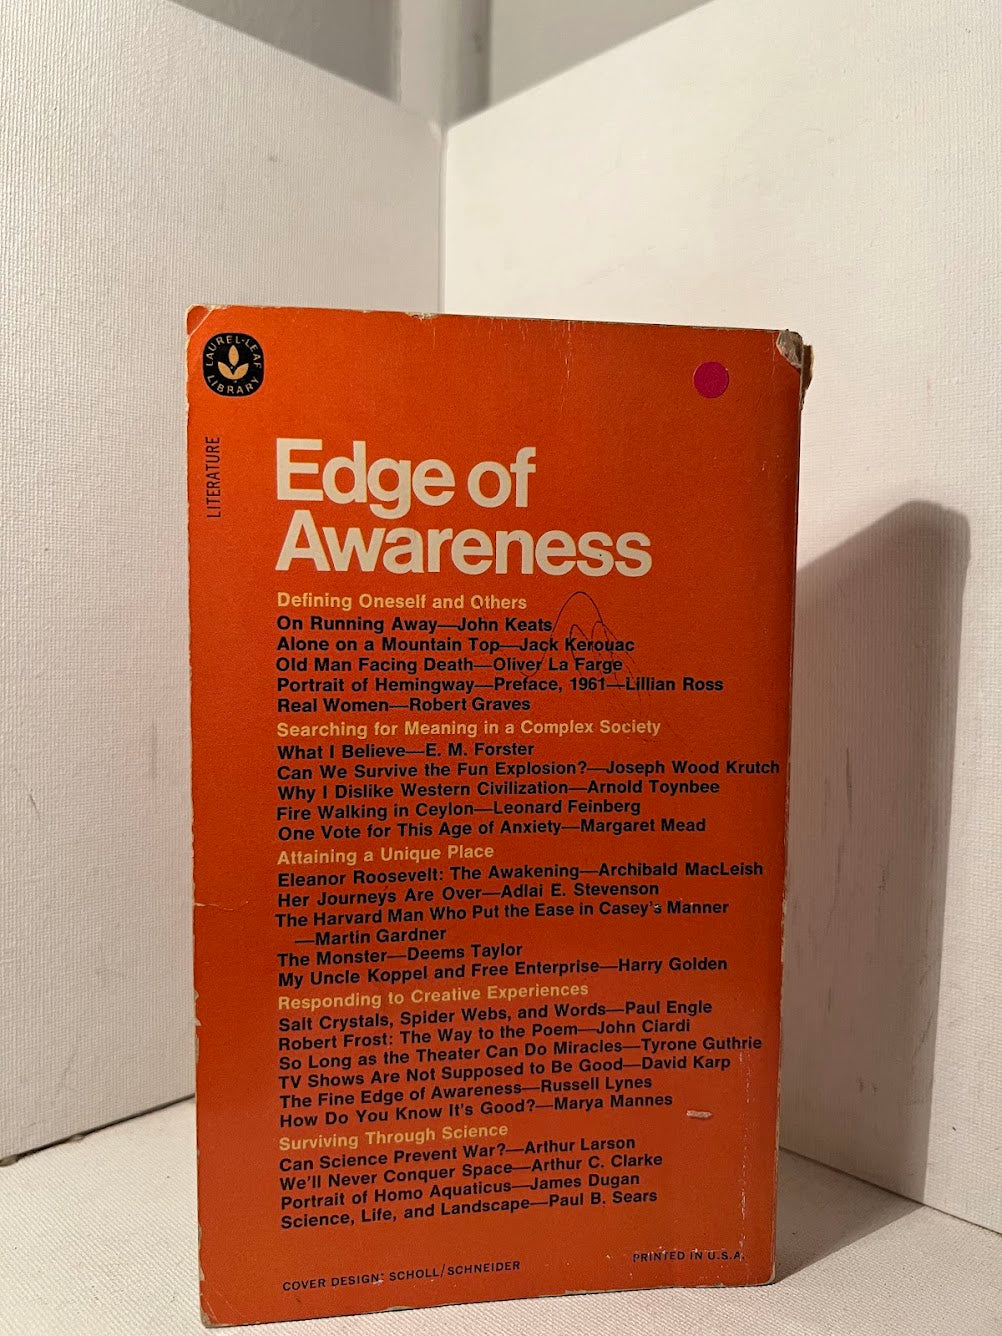 LAUREL-LEAF LIBRARY
LITERATURE
Edge of
Awareness
Defining Oneself and Others
On Running Away—John Keats
Alone on a Mountain Top—Jack Kerouac
Old Man Facing Death—Oliver La Farge
Portrait of Hemingway—Preface, 1961—Lillian Ross
Real Women—Robert Graves
Searching for Meaning in a Complex Society
What I Believe—E. M. Forster
Can We Survive the Fun Explosion?—Joseph Wood Krutch
Why I Dislike Western Civilization—Arnold Toynbee
Fire Walking in Ceylon—Leonard Feinberg
One Vote for This Age of Anxiety—Margaret Mead
Attaining a Unique Place
Eleanor Roosevelt: The Awakening—Archibald MacLeish
Her Journeys Are Over—Adlai E. Stevenson
The Harvard Man Who Put the Ease in Casey's Manner
—Martin Gardner
The Monster—Deems Taylor
My Uncle Koppel and Free Enterprise—Harry Golden
Responding to Creative Experiences
Salt Crystals, Spider Webs, and Words—Paul Engle
Robert Frost: The Way to the Poem—John Ciardi
So Long as the Theater Can Do Miracles—Tyrone Guthrie
TV Shows Are Not Supposed to Be Good—David Karp
The Fine Edge of Awareness—Russell Lynes
How Do You Know It's Good?—Marya Mannes
Surviving Through Science
Can Science Prevent War?—Arthur Larson
We'll Never Conquer Space—Arthur C. Clarke
Portrait of Homo Aquaticus—James Dugan
Science, Life, and Landscape—Paul B. Sears
COVER DESIGN: SCHOLL/SCHNEIDER
PRINTED IN U.S.A.